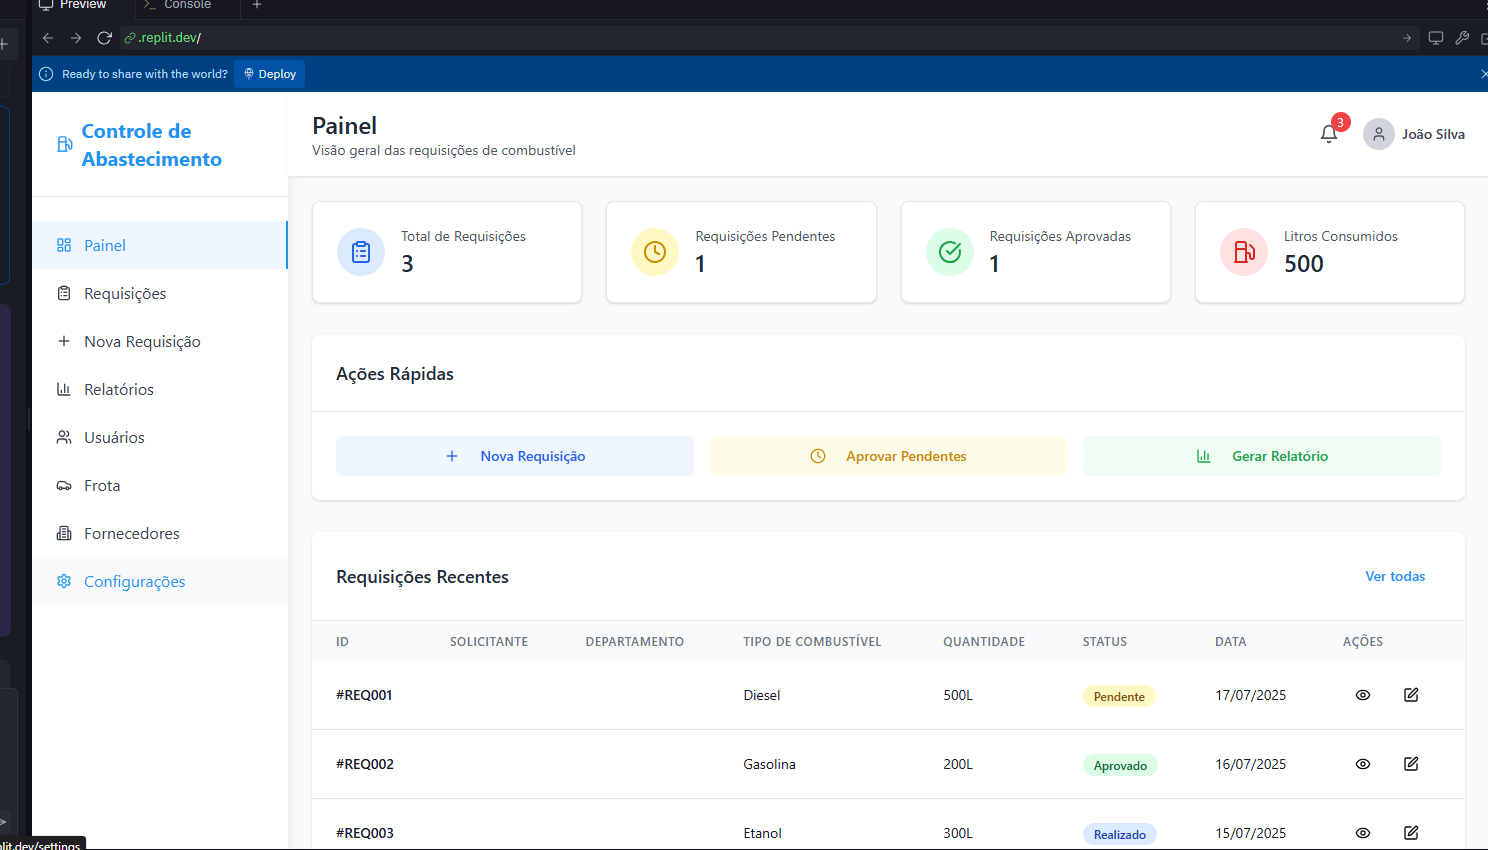 Preview
Console
.replit.dev/
Ready to share with the world?
Deploy
Controle de
Abastecimento
Painel
Requisições
Nova Requisição
Relatórios
Usuários
Frota
Fornecedores
Configurações
Painel
Visão geral das requisições de combustível
3
João Silva
Total de Requisições
3
Requisições Pendentes
1
Requisições Aprovadas
1
Litros Consumidos
500
Ações Rápidas
Nova Requisição
Aprovar Pendentes
Gerar Relatório
Requisições Recentes
Ver todas
ID SOLICITANTE DEPARTAMENTO TIPO DE COMBUSTÍVEL QUANTIDADE STATUS DATA AÇÕES
#REQ001 Diesel 500L Pendente 17/07/2025
#REQ002 Gasolina 200L Aprovado 16/07/2025
#REQ003 Etanol 300L Realizado 15/07/2025
plit.dev/settings